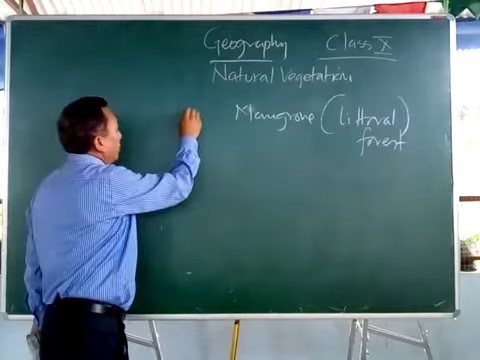 Geography Class X
Natural Vegetation
Mangrove (Littoral
forest)